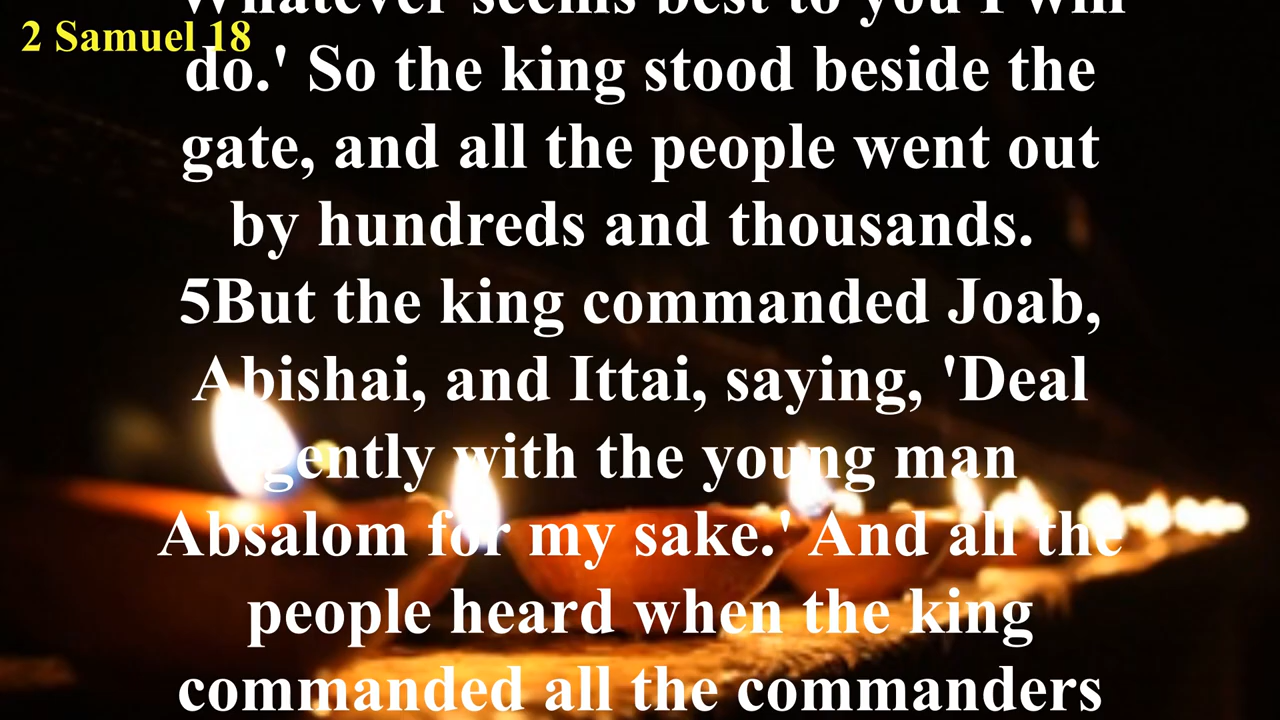 2 Samuel 18
Whatever seems best to you I will
do.' So the king stood beside the
gate, and all the people went out
by hundreds and thousands.
5But the king commanded Joab,
Abishai, and Ittai, saying, 'Deal
gently with the young man
Absalom for my sake.' And all the
people heard when the king
commanded all the commanders